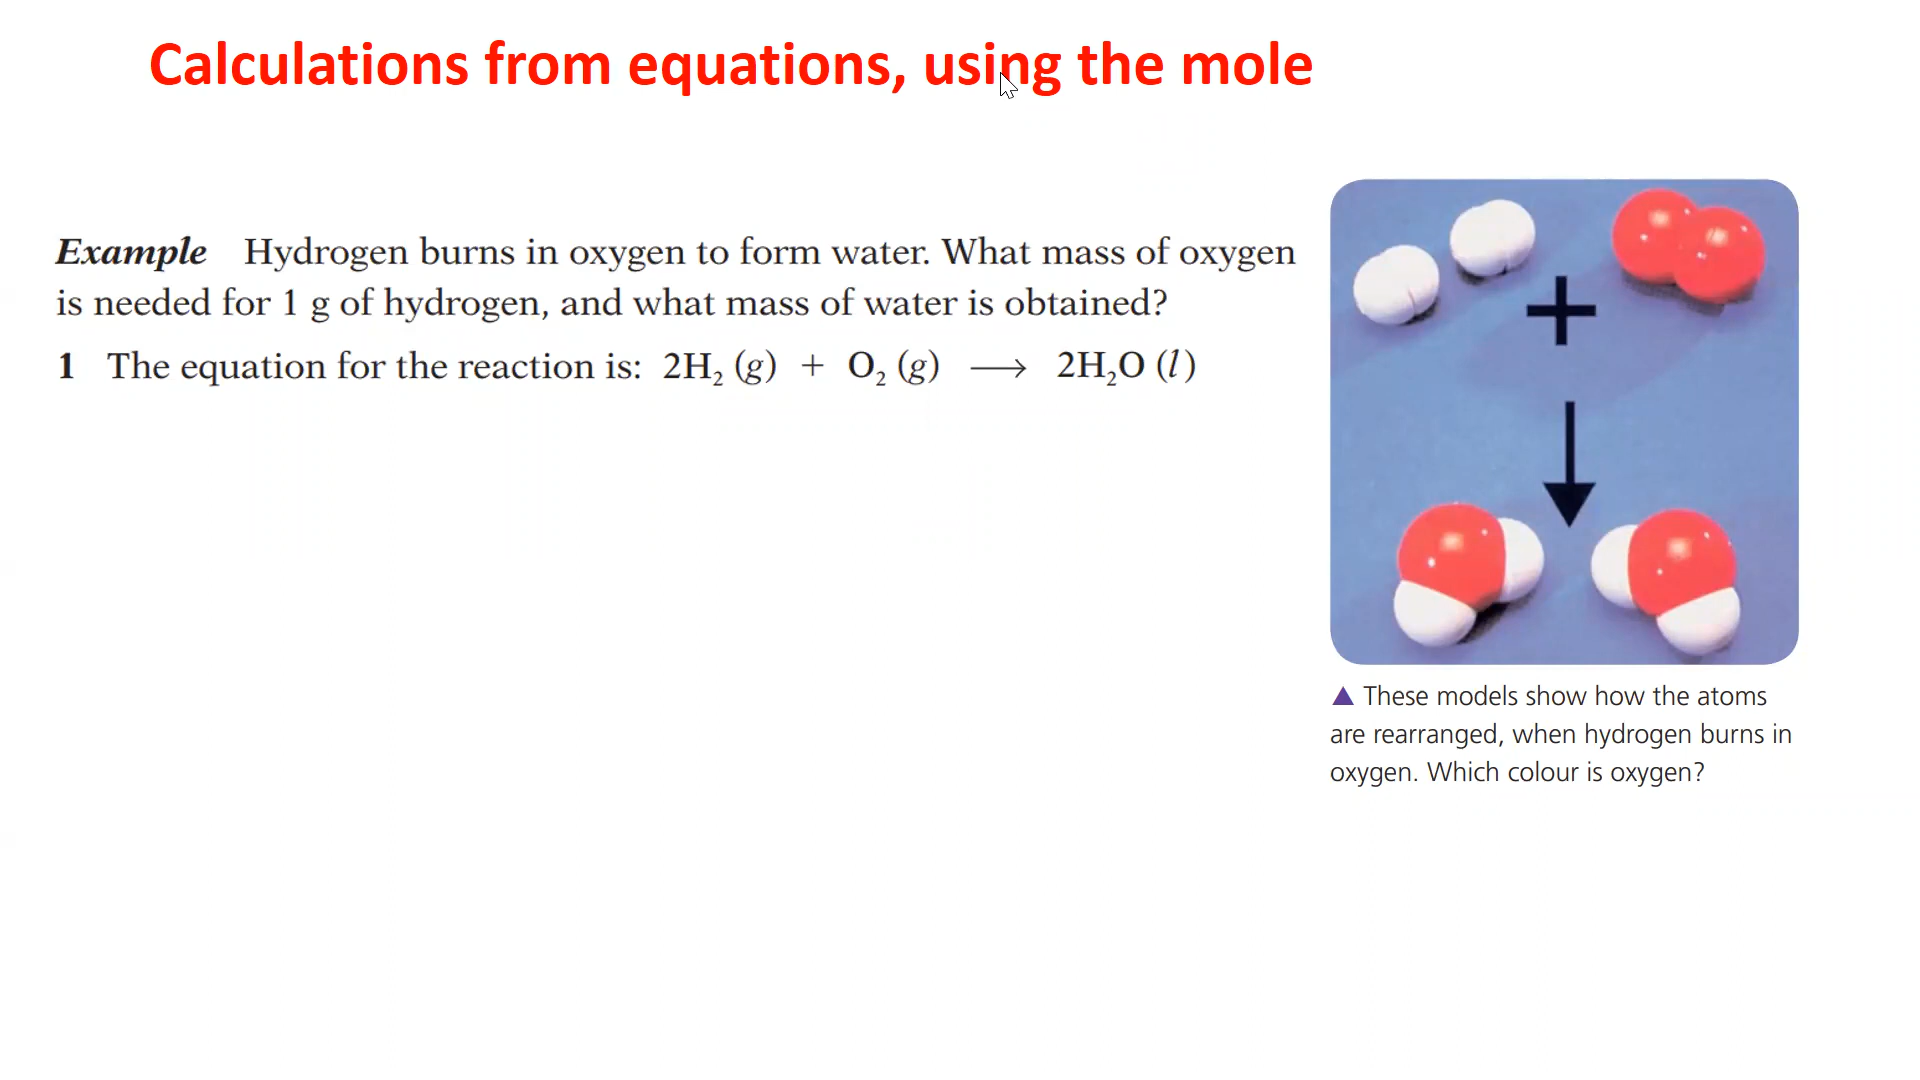 Calculations from equations, using the mole
Example Hydrogen burns in oxygen to form water. What mass of oxygen
is needed for 1 g of hydrogen, and what mass of water is obtained?
1 The equation for the reaction is: 2H₂ (g) + O₂ (g) ⟶ 2H₂O (l)
+
▲ These models show how the atoms
are rearranged, when hydrogen burns in
oxygen. Which colour is oxygen?